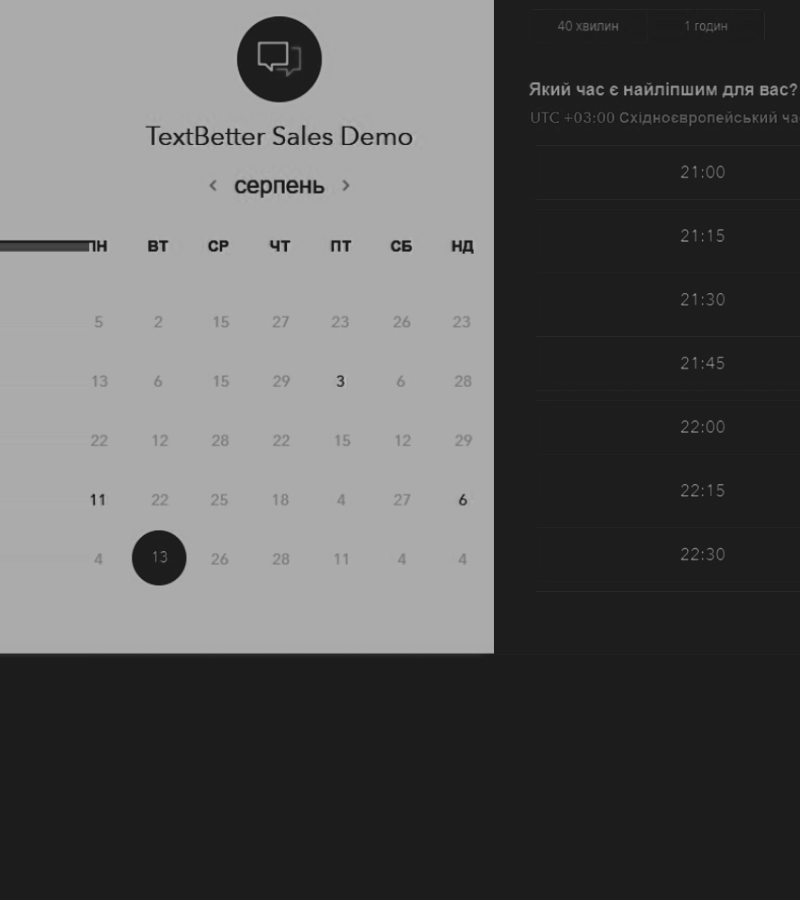 TextBetter Sales Demo
‹ серпень ›
ПН ВТ СР ЧТ ПТ СБ НД
5 2 15 27 23 26 23
13 6 15 29 3 6 28
22 12 28 22 15 12 29
11 22 25 18 4 27 6
4 13 26 28 11 4 4
40 хвилин 1 годин
Який час є найліпшим для вас?
UTC +03:00 Східноєвропейський
21:00
21:15
21:30
21:45
22:00
22:15
22:30